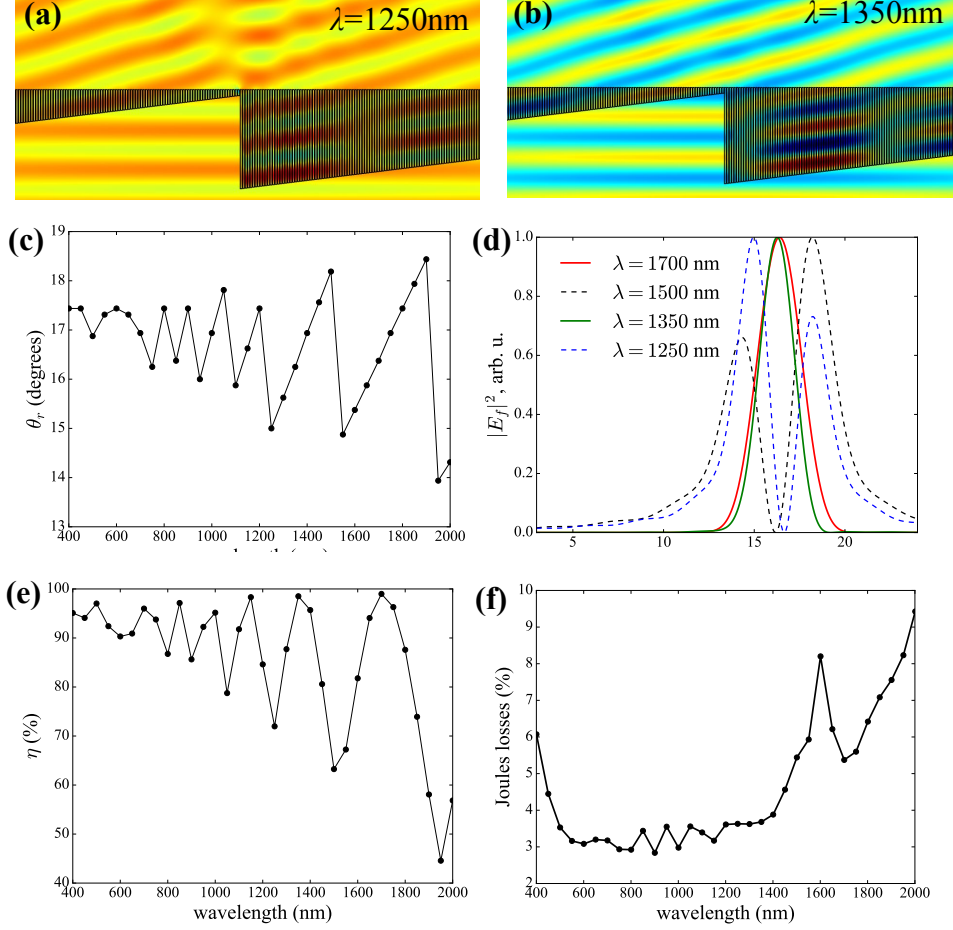 (a)
λ=1250nm
(b)
λ=1350nm
(c)
19
18
17
16
15
14
13
θr (degrees)
400 600 800 1000 1200 1400 1600 1800 2000
(d)
1.0
0.8
0.6
0.4
0.2
0.0
|Ef|², arb. u.
λ = 1700 nm
λ = 1500 nm
λ = 1350 nm
λ = 1250 nm
5 10 15 20
(e)
100
90
80
70
60
50
40
η (%)
400 600 800 1000 1200 1400 1600 1800 2000
wavelength (nm)
(f)
10
9
8
7
6
5
4
3
2
Joules losses (%)
400 600 800 1000 1200 1400 1600 1800 2000
wavelength (nm)